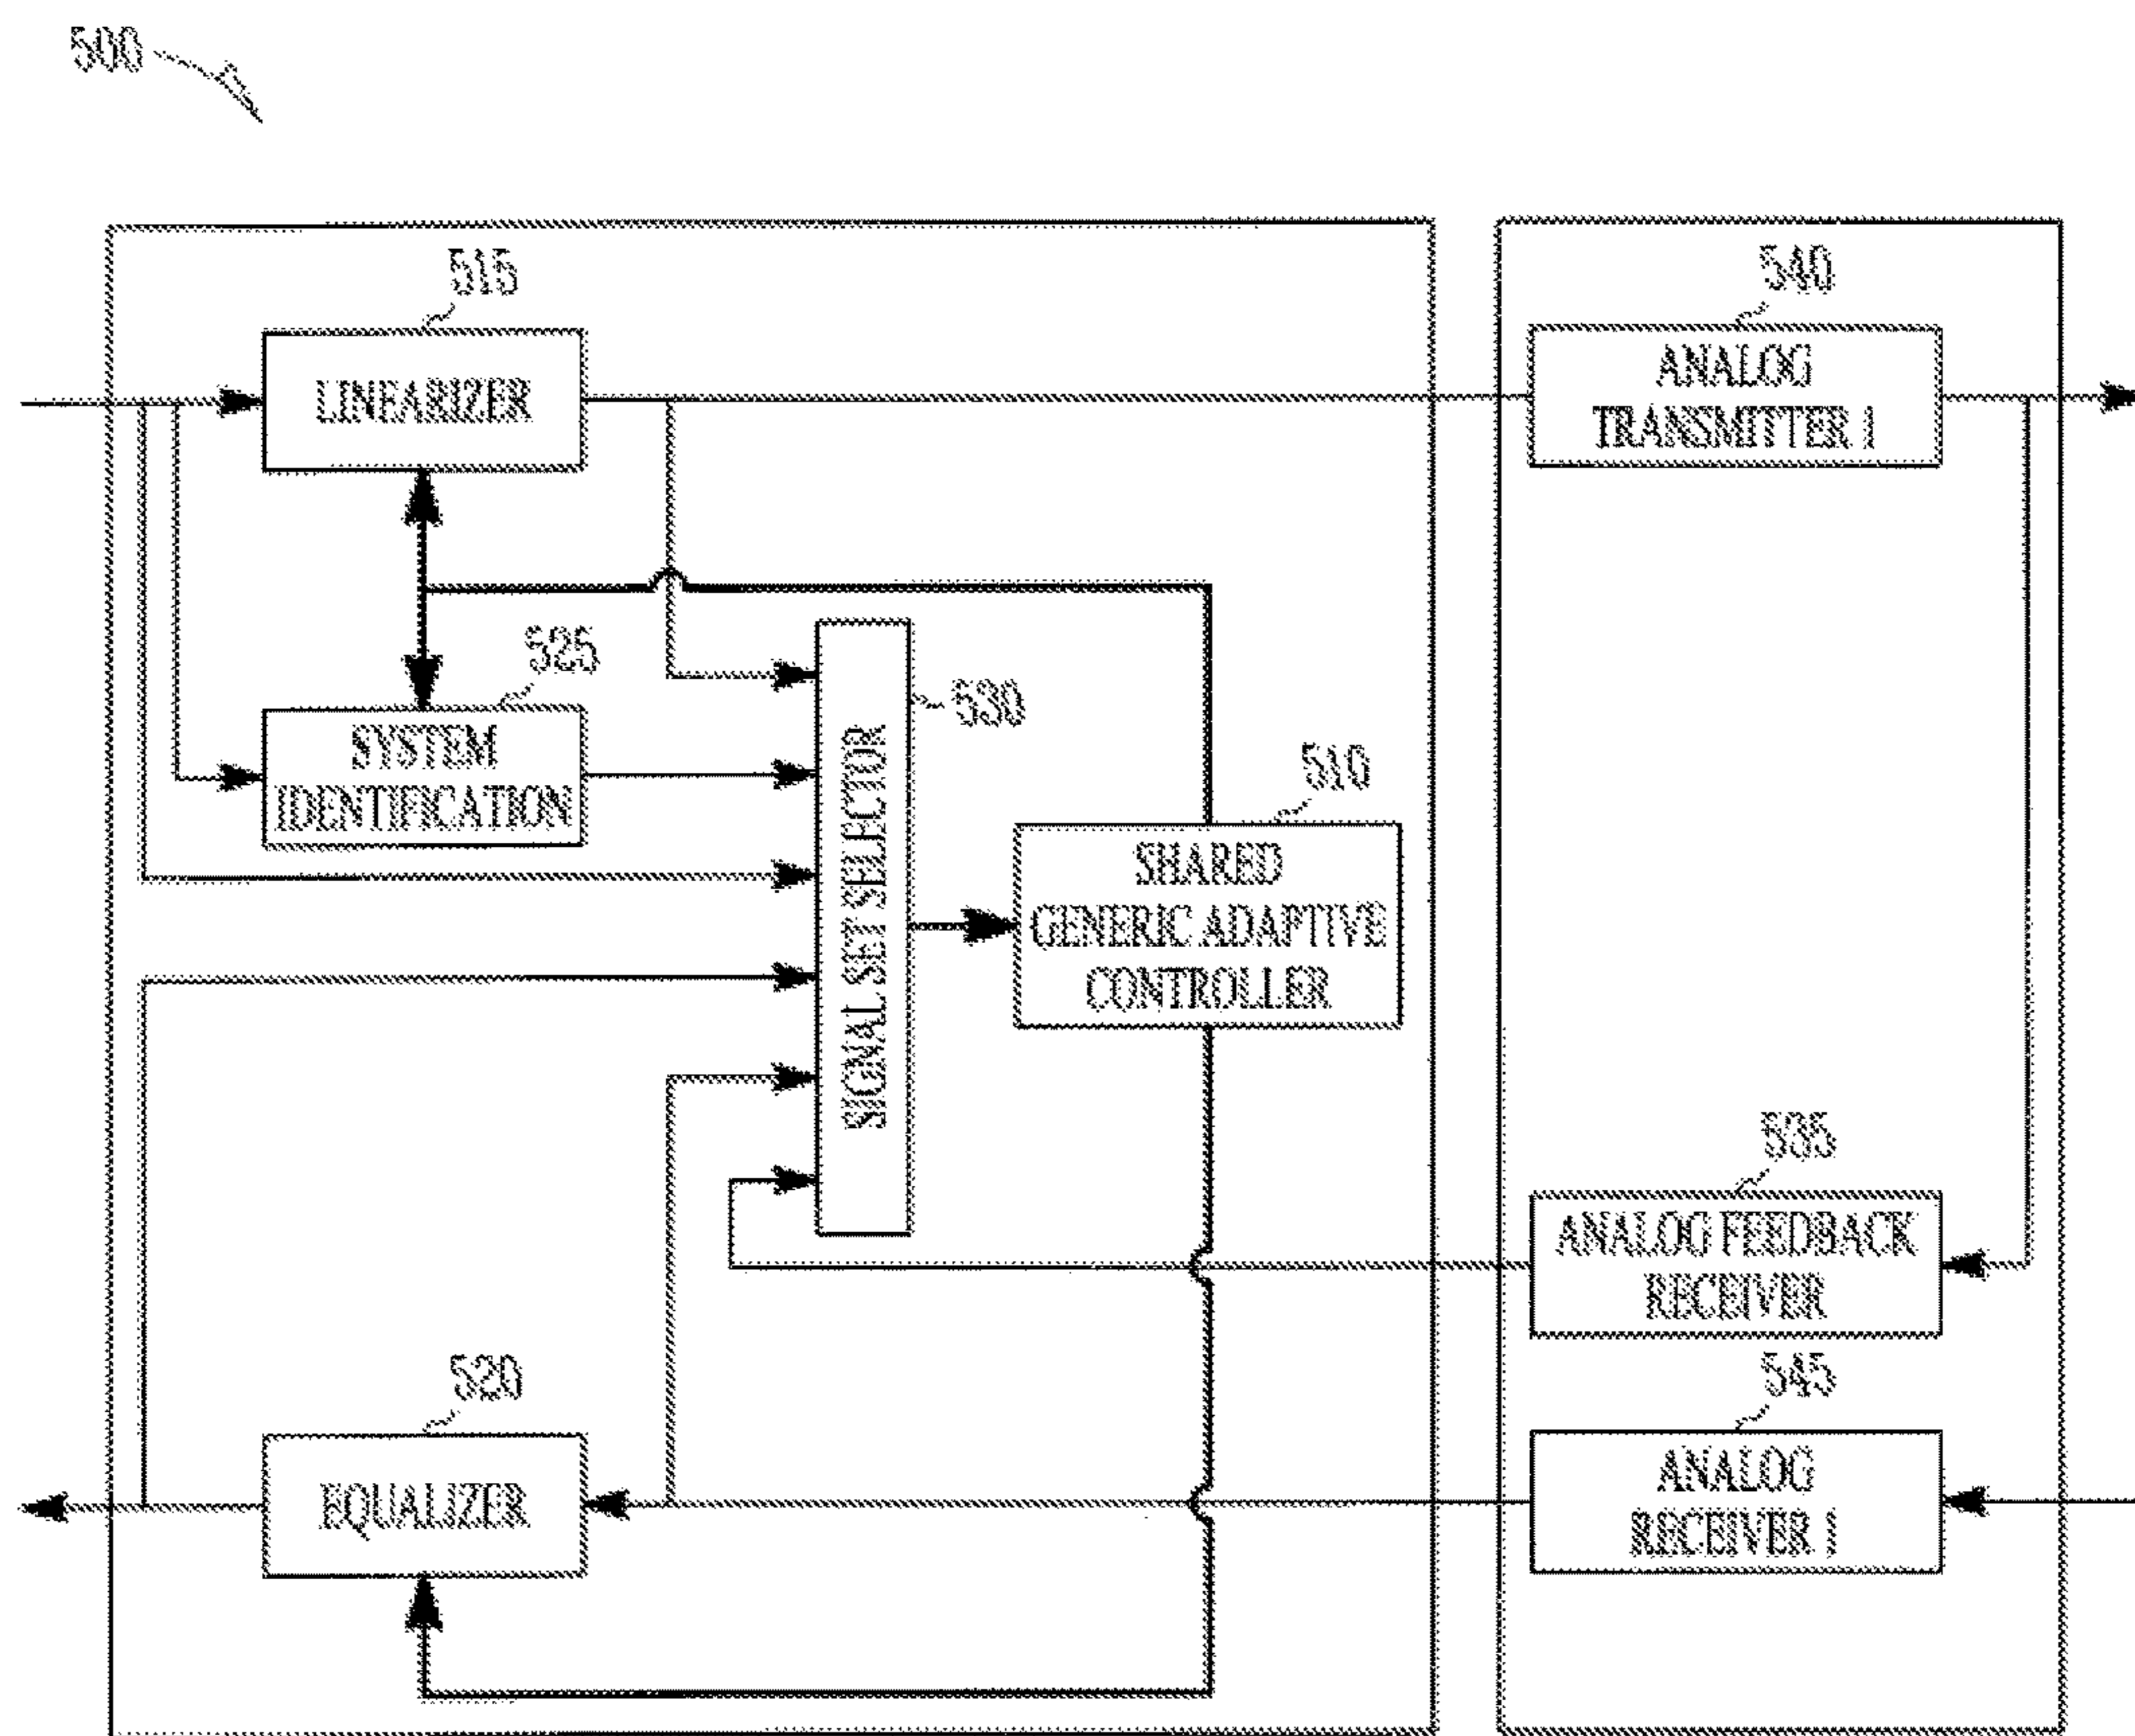 500
515
LINEARIZER
540
ANALOG
TRANSMITTER 1
525
SYSTEM
IDENTIFICATION
530
SIGNAL SET SELECTOR
510
SHARED
GENERIC ADAPTIVE
CONTROLLER
535
ANALOG FEEDBACK
RECEIVER
520
EQUALIZER
545
ANALOG
RECEIVER 1